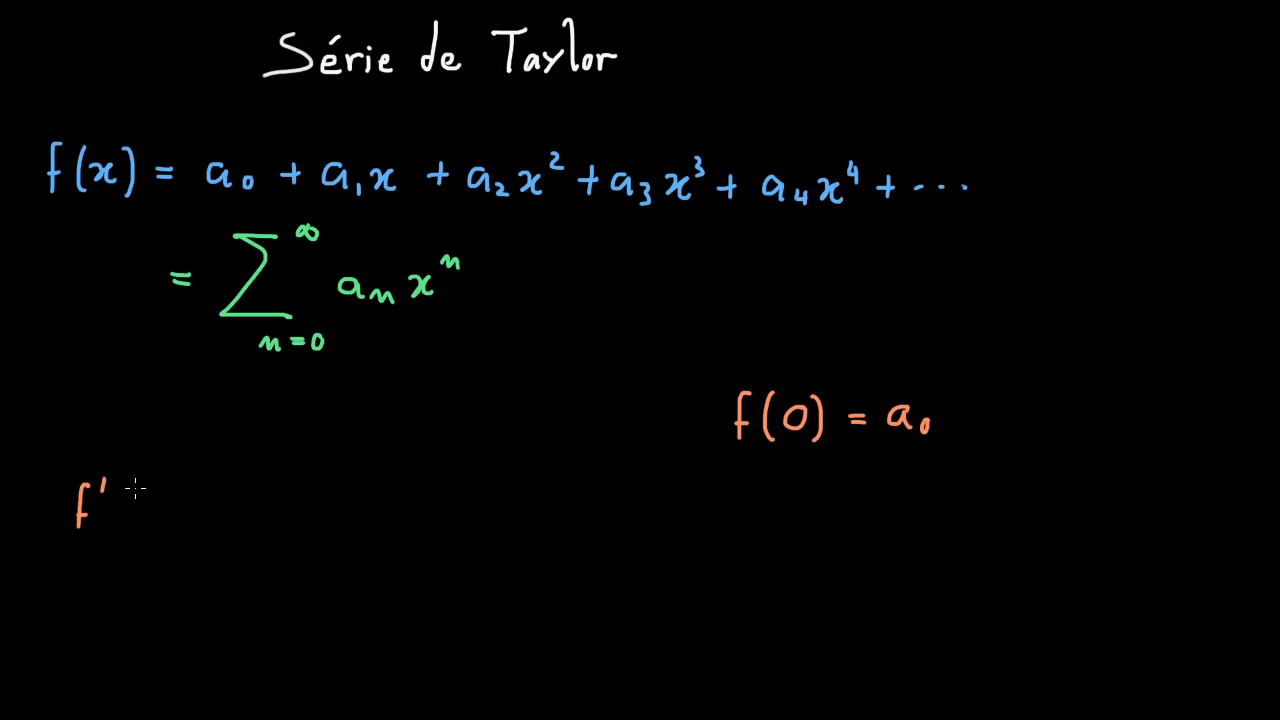 Série de Taylor
f(x) = a₀ + a₁x + a₂x² + a₃x³ + a₄x⁴ + ...
= ∑_{n=0}^{∞} aₙxⁿ
f(0) = a₀
f'